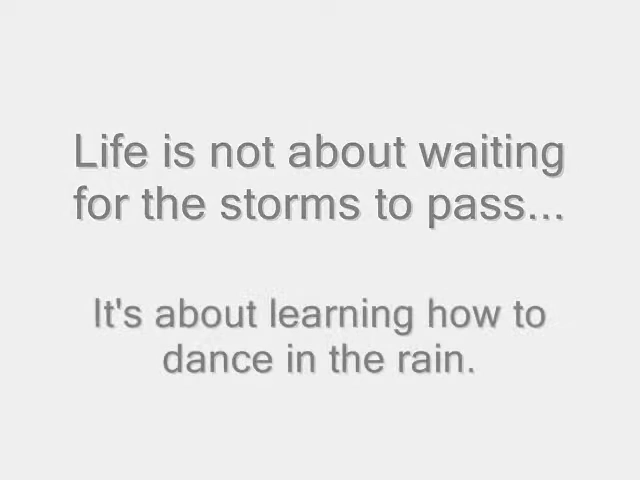 Life is not about waiting
for the storms to pass...
It's about learning how to
dance in the rain.